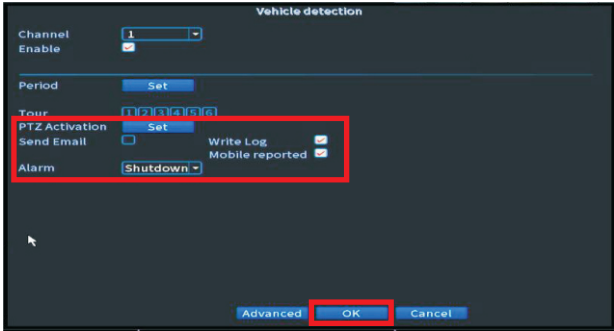 Vehicle detection
Channel 1
Enable
Period Set
Tour 1 2 3 4 5 6
PTZ Activation Set
Send Email Write Log
Mobile reported
Alarm Shutdown
Advanced OK Cancel